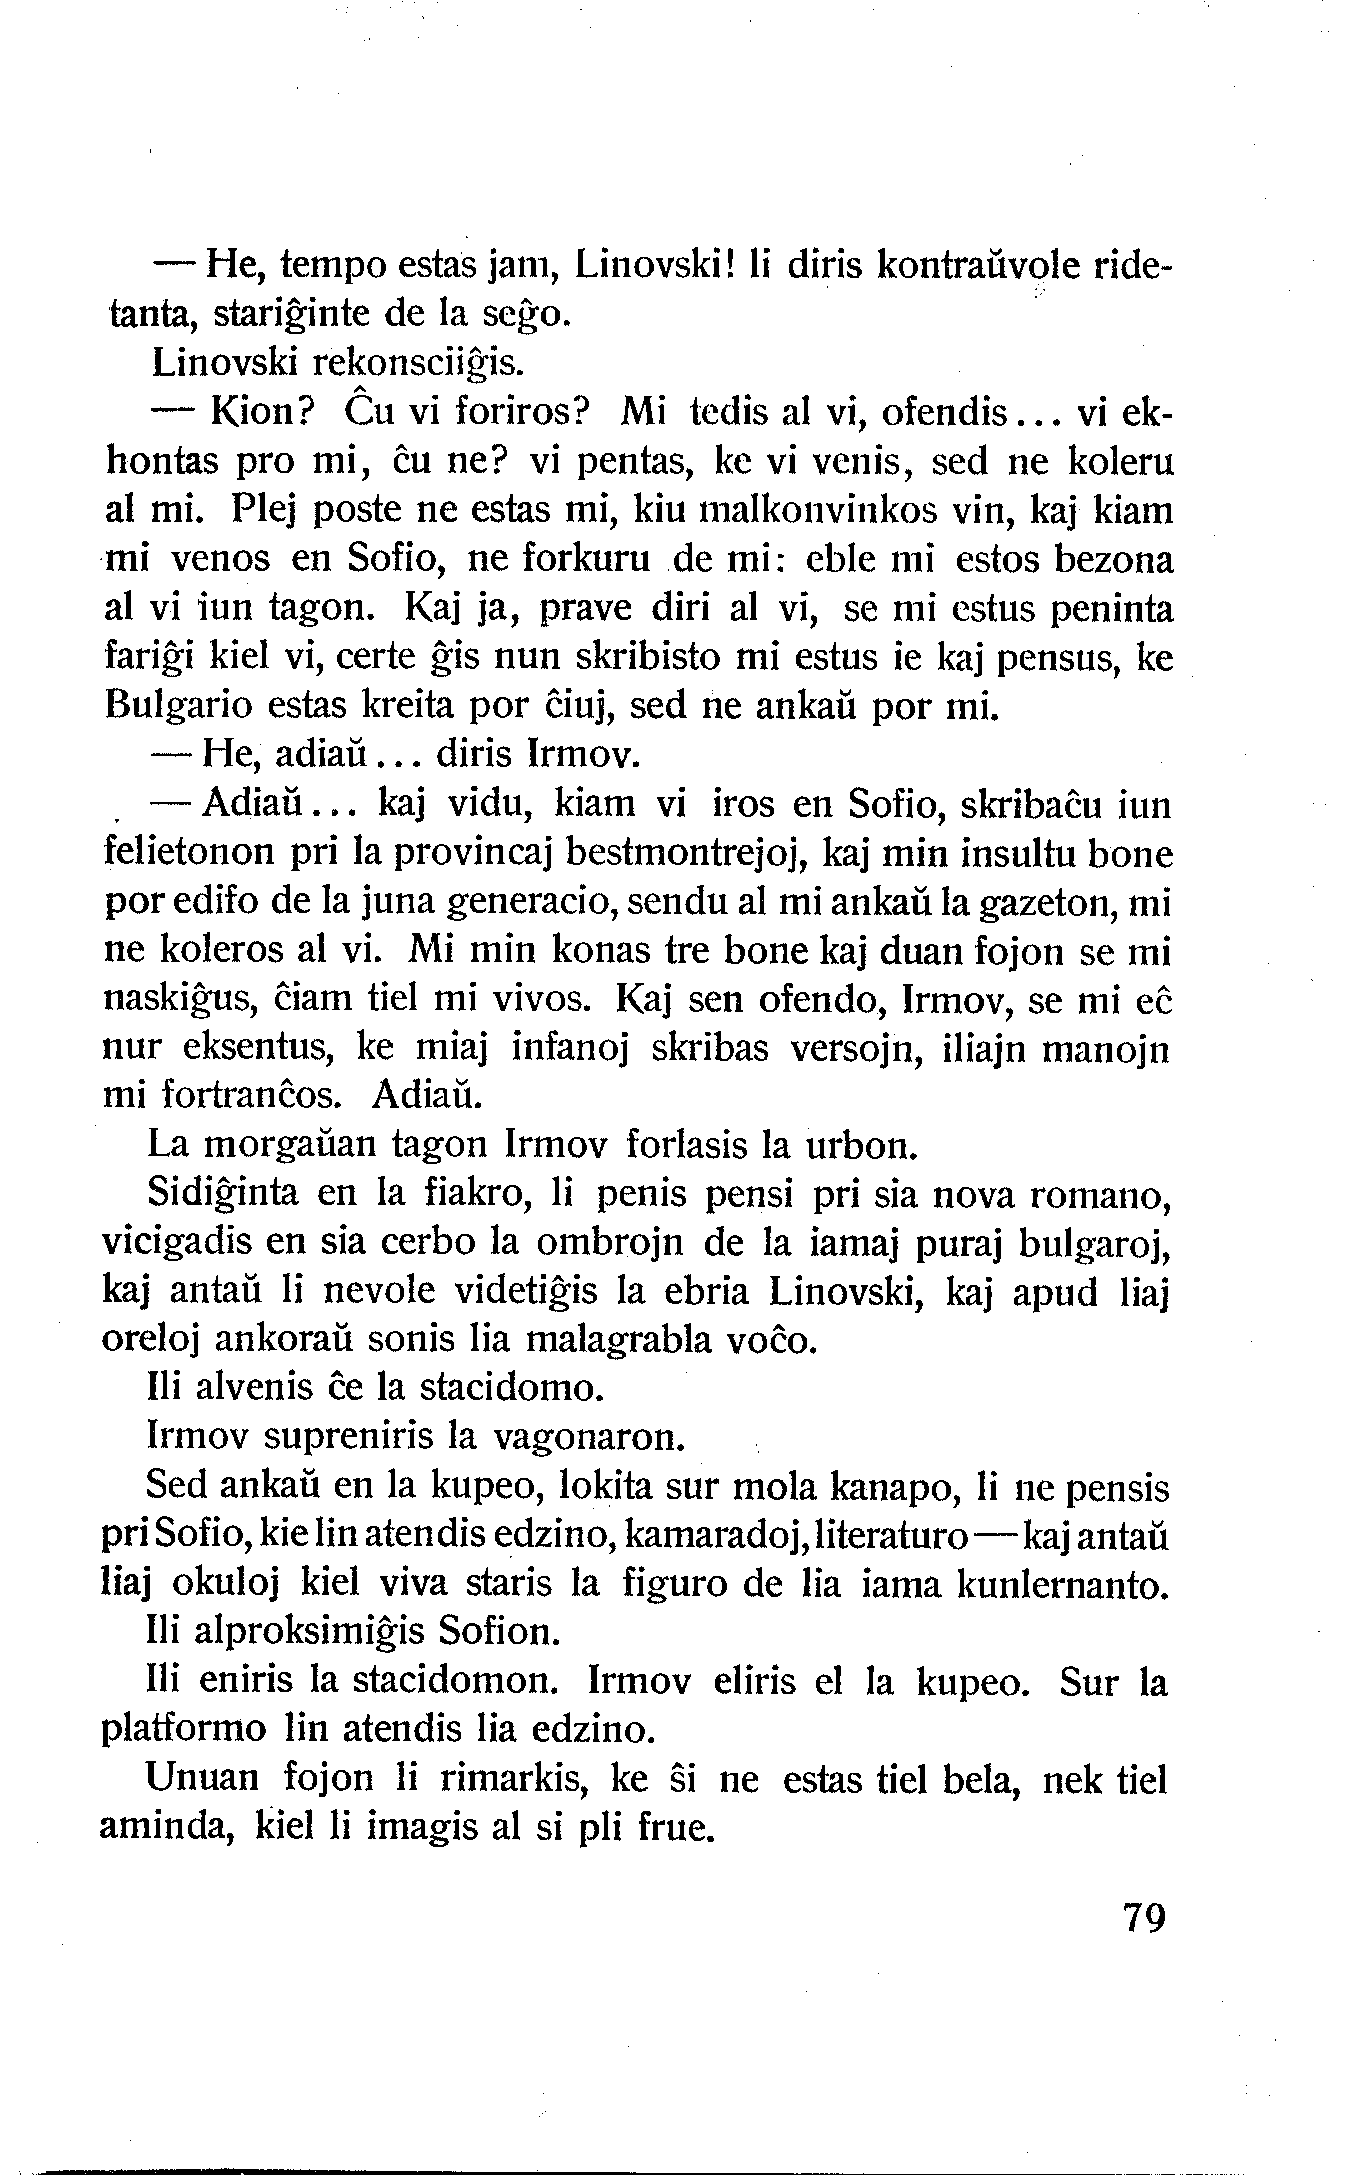 — He, tempo estas jam, Linovski! li diris kontraŭvole ride-
tanta, stariĝinte de la seĝo.
Linovski rekonsciiĝis.
— Kion? Ĉu vi foriros? Mi tedis al vi, ofendis... vi ek-
hontas pro mi, ĉu ne? vi pentas, ke vi venis, sed ne koleru
al mi. Plej poste ne estas mi, kiu malkonvinkos vin, kaj kiam
mi venos en Sofio, ne forkuru de mi: eble mi estos bezona
al vi iun tagon. Kaj ja, prave diri al vi, se mi estus peninta
fariĝi kiel vi, certe ĝis nun skribisto mi estus ie kaj pensus, ke
Bulgario estas kreita por ĉiuj, sed ne ankaŭ por mi.
— He, adiaŭ... diris Irmov.
— Adiaŭ... kaj vidu, kiam vi iros en Sofio, skribaĉu iun
felietonon pri la provincaj bestmontrejoj, kaj min insultu bone
por edifo de la juna generacio, sendu al mi ankaŭ la gazeton, mi
ne koleros al vi. Mi min konas tre bone kaj duan fojon se mi
naskiĝus, ĉiam tiel mi vivos. Kaj sen ofendo, Irmov, se mi eĉ
nur eksentus, ke miaj infanoj skribas versojn, iliajn manojn
mi fortranĉos. Adiaŭ.
La morgaŭan tagon Irmov forlasis la urbon.
Sidiĝinta en la fiakro, li penis pensi pri sia nova romano,
vicigadis en sia cerbo la ombrojn de la iamaj puraj bulgaroj,
kaj antaŭ li nevole videtiĝis la ebria Linovski, kaj apud liaj
oreloj ankoraŭ sonis lia malagrabla voĉo.
Ili alvenis ĉe la stacidomo.
Irmov supreniris la vagonaron.
Sed ankaŭ en la kupeo, lokita sur mola kanapo, li ne pensis
pri Sofio, kie lin atendis edzino, kamaradoj, literaturo — kaj antaŭ
liaj okuloj kiel viva staris la figuro de lia iama kunlernanto.
Ili alproksimiĝis Sofion.
Ili eniris la stacidomon. Irmov eliris el la kupeo. Sur la
platformo lin atendis lia edzino.
Unuan fojon li rimarkis, ke ŝi ne estas tiel bela, nek tiel
aminda, kiel li imagis al si pli frue.
79